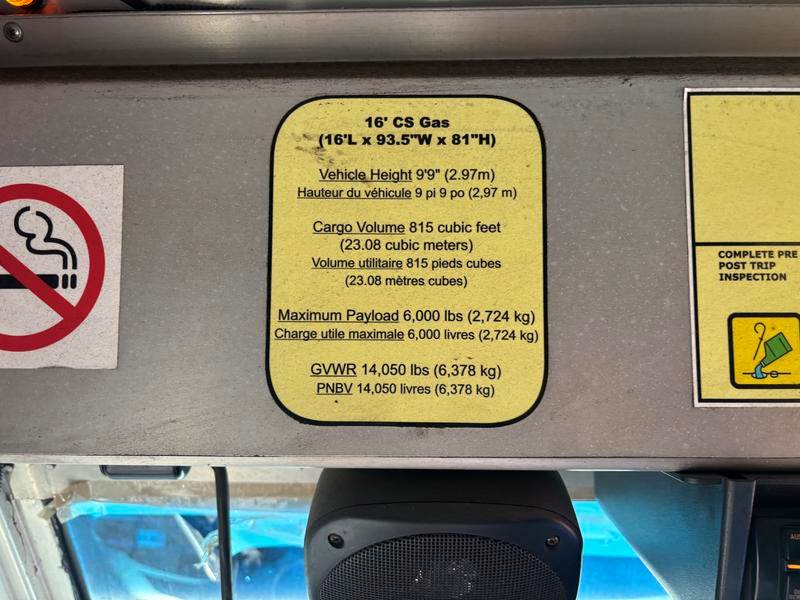 16' CS Gas
(16'L x 93.5"W x 81"H)
Vehicle Height 9'9" (2.97m)
Hauteur du véhicule 9 pi 9 po (2,97 m)
Cargo Volume 815 cubic feet
(23.08 cubic meters)
Volume utilitaire 815 pieds cubes
(23.08 mètres cubes)
Maximum Payload 6,000 lbs (2,724 kg)
Charge utile maximale 6,000 livres (2,724 kg)
GVWR 14,050 lbs (6,378 kg)
PNBV 14,050 livres (6,378 kg)
COMPLETE PRE
POST TRIP
INSPECTION